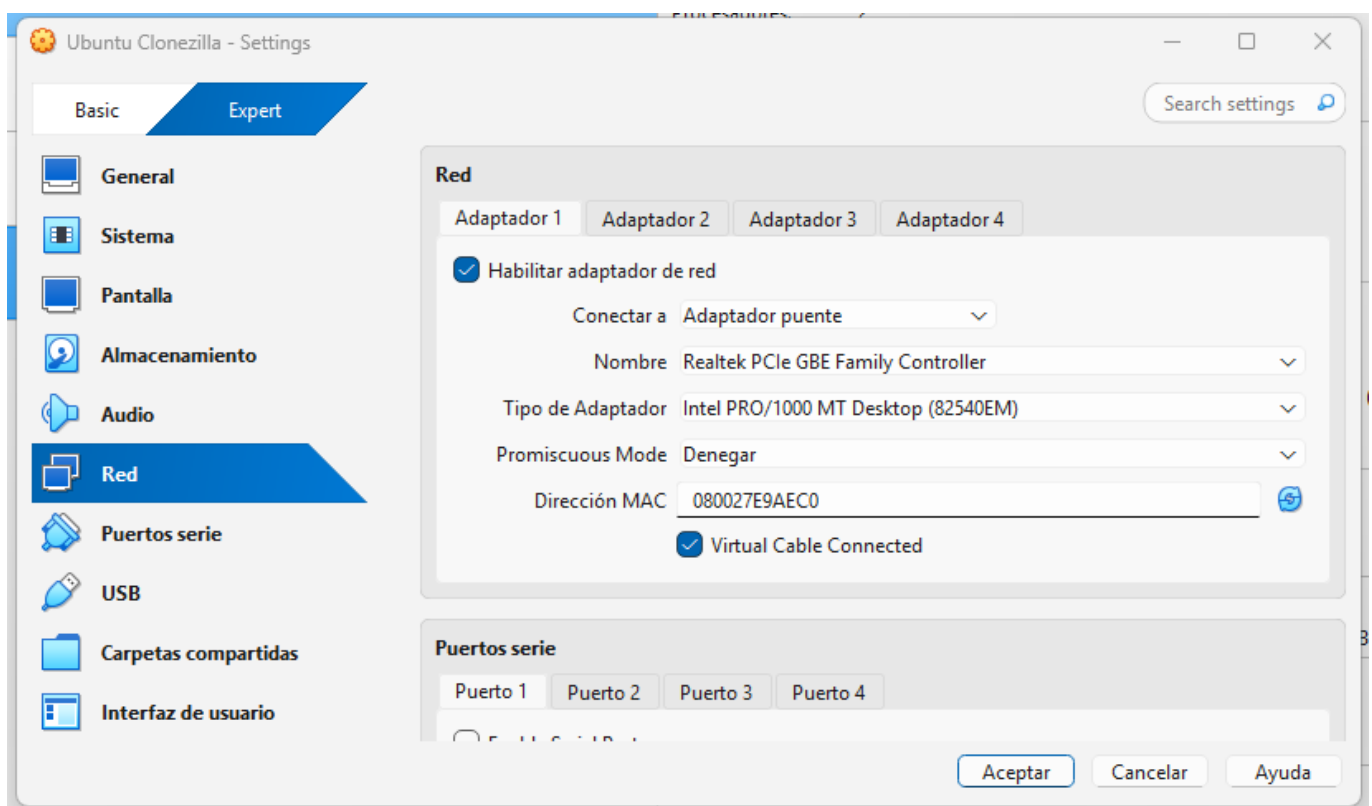 Ubuntu Clonezilla - Settings
Basic
Expert
Search settings
General
Sistema
Pantalla
Almacenamiento
Audio
Red
Puertos serie
USB
Carpetas compartidas
Interfaz de usuario
Red
Adaptador 1 Adaptador 2 Adaptador 3 Adaptador 4
Habilitar adaptador de red
Conectar a Adaptador puente
Nombre Realtek PCIe GBE Family Controller
Tipo de Adaptador Intel PRO/1000 MT Desktop (82540EM)
Promiscuous Mode Denegar
Dirección MAC 080027E9AEC0
Virtual Cable Connected
Puertos serie
Puerto 1 Puerto 2 Puerto 3 Puerto 4
Aceptar Cancelar Ayuda